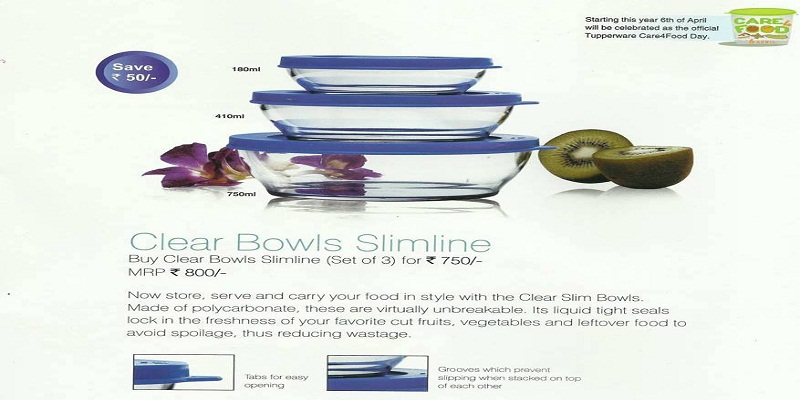 Starting this year 6th of April
will be celebrated as the official
Tupperware Care4Food Day.
CARE
FOOD
Save
₹ 50/-
180ml
410ml
750ml
Clear Bowls Slimline
Buy Clear Bowls Slimline (Set of 3) for ₹ 750/-
MRP ₹ 800/-
Now store, serve and carry your food in style with the Clear Slim Bowls.
Made of polycarbonate, these are virtually unbreakable. Its liquid tight seals
lock in the freshness of your favorite cut fruits, vegetables and leftover food to
avoid spoilage, thus reducing wastage.
Tabs for easy
opening
Grooves which prevent
slipping when stacked on top
of each other